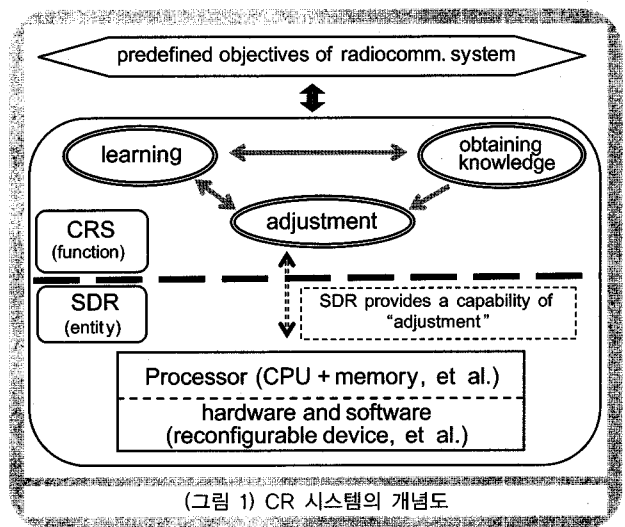 predefined objectives of radiocomm. system
learning
obtaining
knowledge
adjustment
CRS
(function)
SDR
(entity)
SDR provides a capability of
"adjustment"
Processor (CPU + memory, et al.)
hardware and software
(reconfigurable device, et al.)
(그림 1) CR 시스템의 개념도